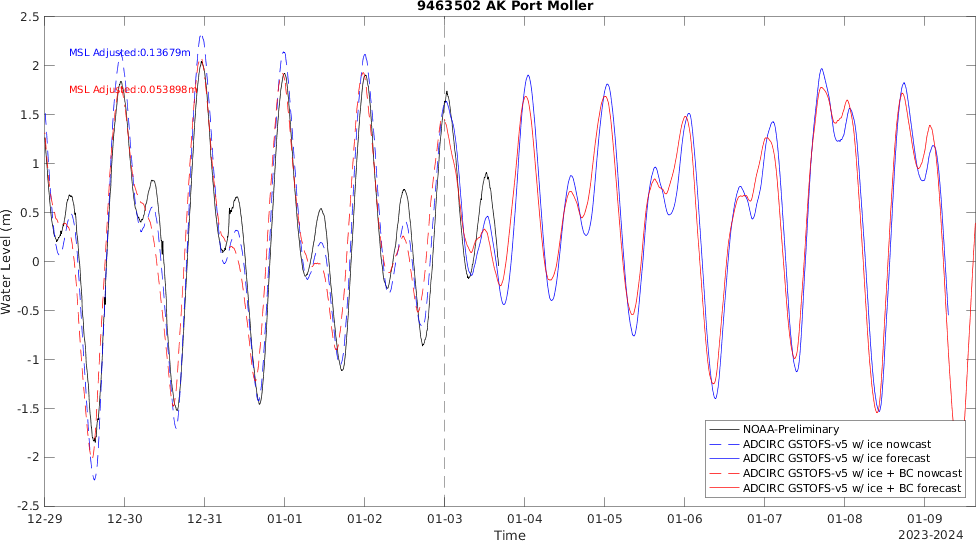 9463502 AK Port Moller
MSL Adjusted:0.13679m
MSL Adjusted:0.053898m
Water Level (m)
2.5
2
1.5
1
0.5
0
-0.5
-1
-1.5
-2
-2.5
NOAA-Preliminary
ADCIRC GSTOFS-v5 w/ ice nowcast
ADCIRC GSTOFS-v5 w/ ice forecast
ADCIRC GSTOFS-v5 w/ ice + BC nowcast
ADCIRC GSTOFS-v5 w/ ice + BC forecast
12-29 12-30 12-31 01-01 01-02 01-03 01-04 01-05 01-06 01-07 01-08 01-09
Time
2023-2024